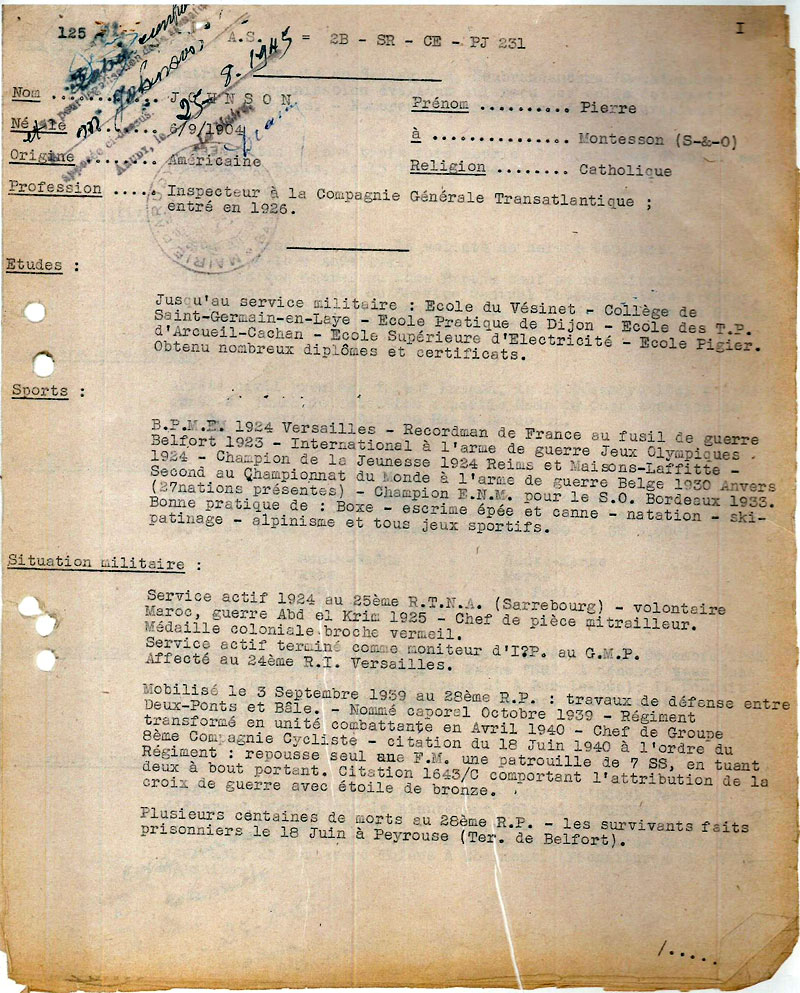 125
A.S. = 2B - SR - CE - PJ 231
I
25-8.1945
Nom ........... JOHNSON Prénom .......... Pierre
Né le ......... 6/9/1904 à ............... Montesson (S-&-O)
Origine ....... Américaine Religion ........ Catholique
Profession ..... Inspecteur à la Compagnie Générale Transatlantique ;
entré en 1926.
MAIRIE
Etudes :
Jusqu'au service militaire : Ecole du Vésinet - Collège de
Saint-Germain-en-Laye - Ecole Pratique de Dijon - Ecole des T.P.
d'Arcueil-Cachan - Ecole Supérieure d'Electricité - Ecole Pigier.
Obtenu nombreux diplômes et certificats.
Sports :
B.P.M.E. 1924 Versailles - Recordman de France au fusil de guerre
Belfort 1923 - International à l'arme de guerre Jeux Olympiques
1924 - Champion de la Jeunesse 1924 Reims et Maisons-Laffitte -
Second au Championnat du Monde à l'arme de guerre Belge 1930 Anvers
(27nations présentes) - Champion E.N.M. pour le S.O. Bordeaux 1933.
Bonne pratique de : Boxe - escrime épée et canne - natation - ski-
patinage - alpinisme et tous jeux sportifs.
Situation militaire :
Service actif 1924 au 25ème R.T.N.A. (Sarrebourg) - volontaire
Maroc, guerre Abd el Krim 1925 - Chef de pièce mitrailleur.
Médaille coloniale broche vermeil.
Service actif terminé comme moniteur d'I?P. au G.M.P.
Affecté au 24ème R.I. Versailles.
Mobilisé le 3 Septembre 1939 au 28ème R.P. : travaux de défense entre
Deux-Ponts et Bâle. - Nommé caporal Octobre 1939 - Régiment
transformé en unité combattante en Avril 1940 - Chef de Groupe
8ème Compagnie Cycliste - citation du 18 Juin 1940 à l'ordre du
Régiment : repousse seul ane F.M. une patrouille de 7 SS, en tuant
deux à bout portant. Citation 1643/C comportant l'attribution de la
croix de guerre avec étoile de bronze.
Plusieurs centaines de morts au 28ème R.P. - les survivants faits
prisonniers le 18 Juin à Peyrouse (Ter. de Belfort).
/.....